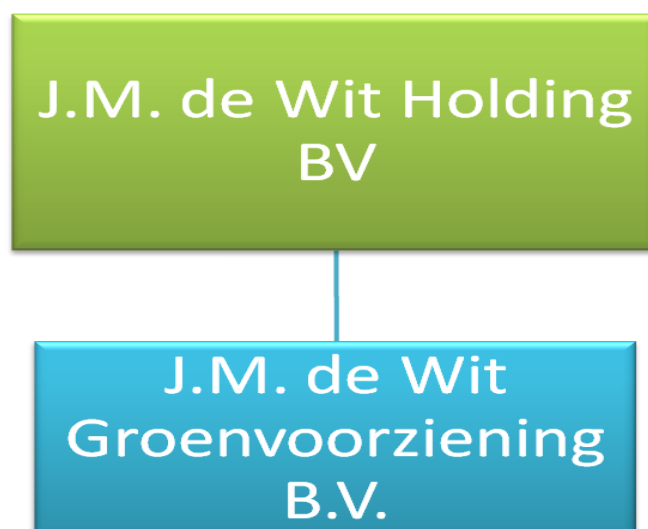 J.M. de Wit Holding
BV
J.M. de Wit
Groenvoorziening
B.V.